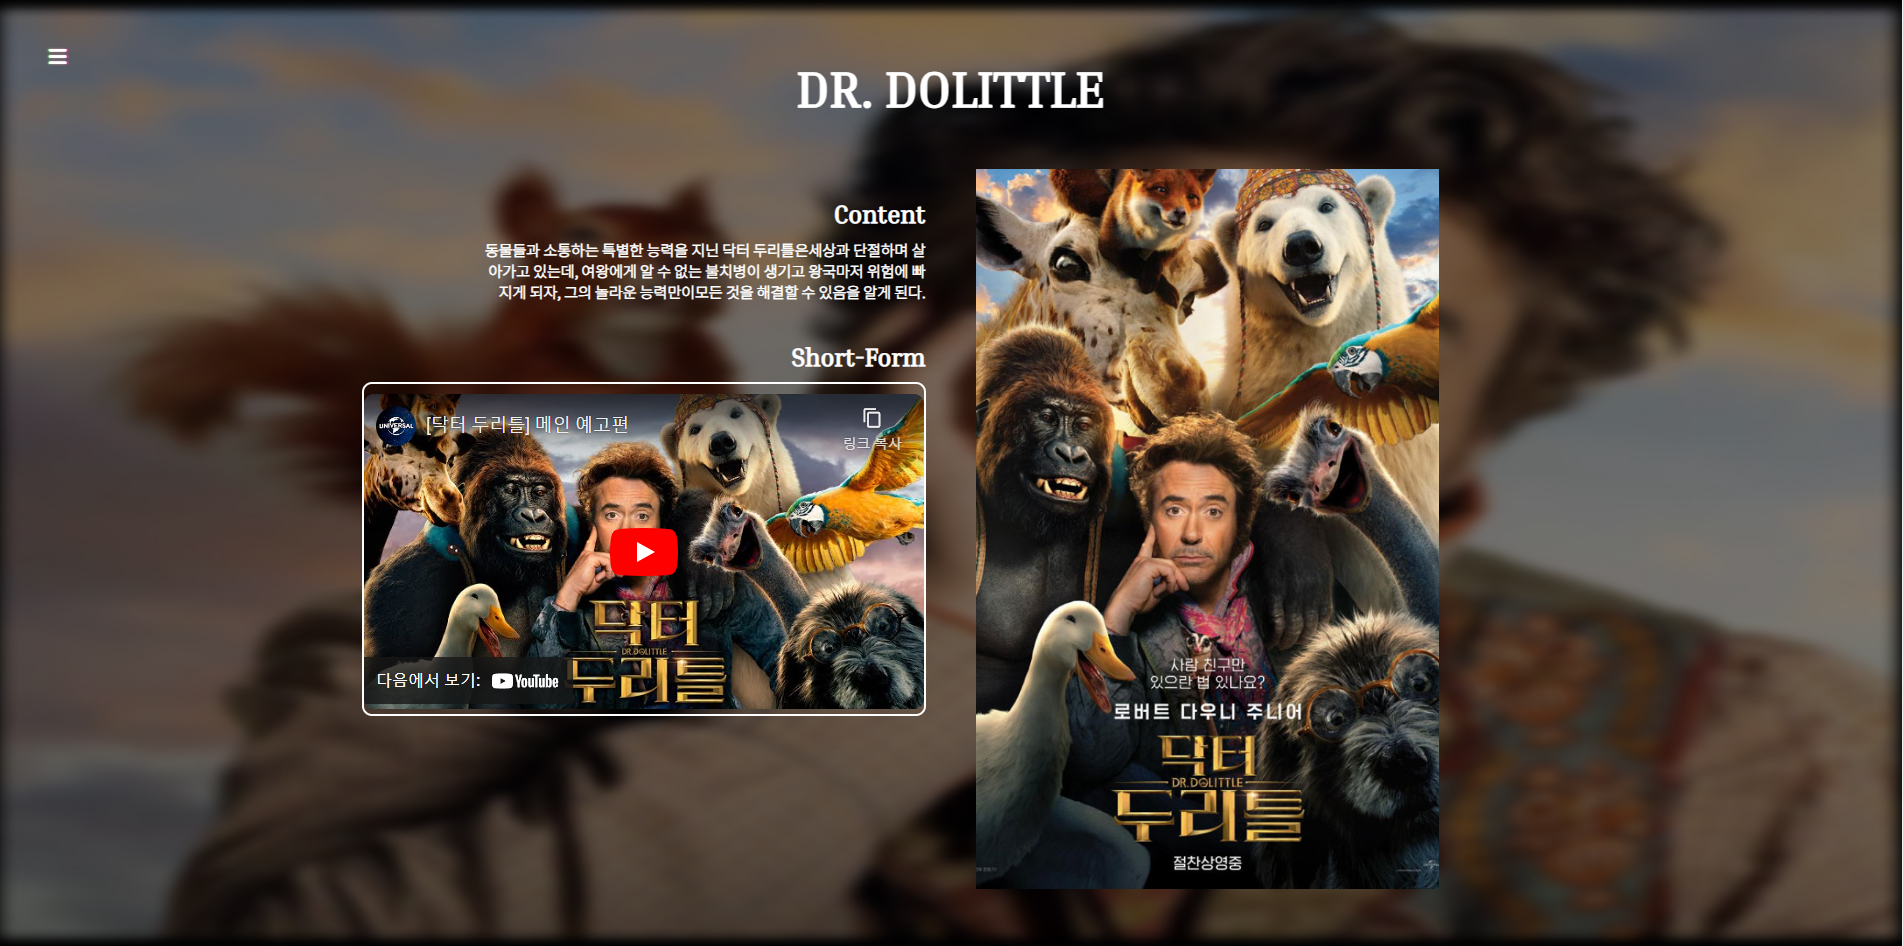 DR. DOLITTLE
Content
동물들과 소통하는 특별한 능력을 지닌 닥터 두리틀은세상과 단절하며 살
아가고 있는데, 여왕에게 알 수 없는 불치병이 생기고 왕국마저 위험에 빠
지게 되자, 그의 놀라운 능력만이모든 것을 해결할 수 있음을 알게 된다.
Short-Form
UNIVERSAL
[닥터 두리틀] 메인 예고편
링크 복사
닥터
DR.DOLITTLE
두리틀
다음에서 보기: YouTube
사람 친구만
있으란 법 있나요?
로버트 다우니 주니어
닥터
DR.DOLITTLE
두리틀
절찬상영중